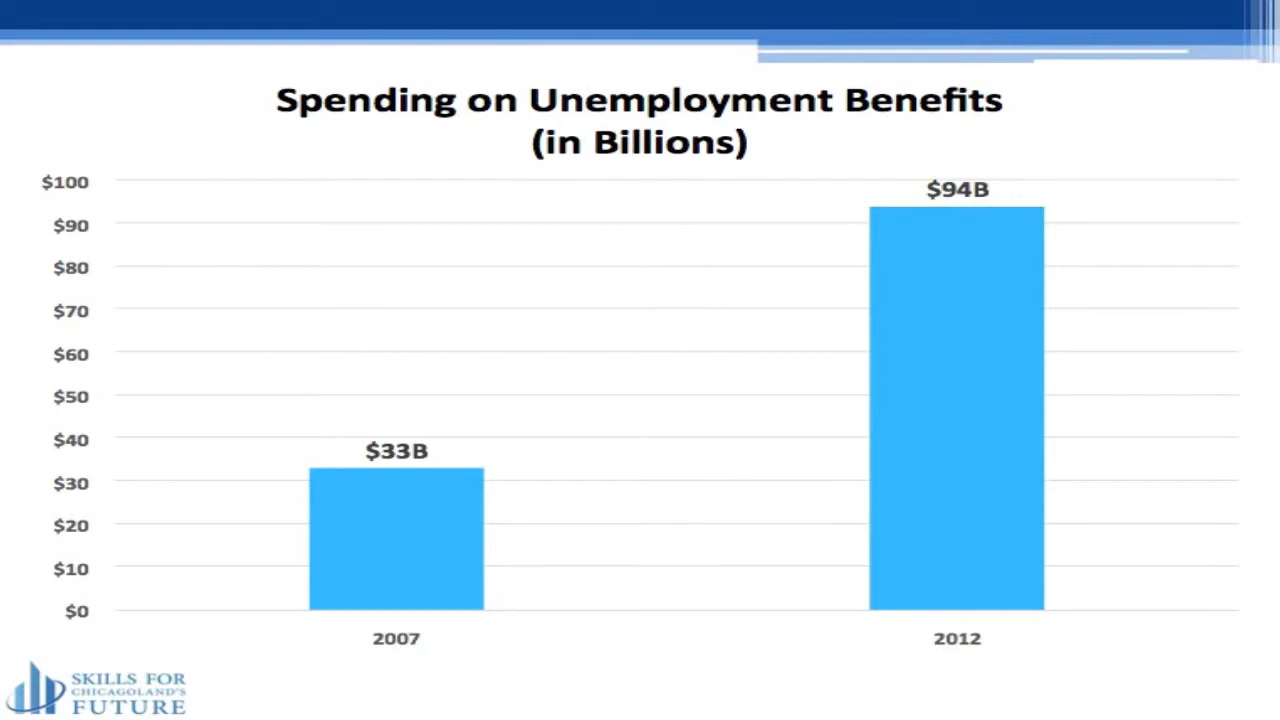 Spending on Unemployment Benefits
(in Billions)
$100
$90
$80
$70
$60
$50
$40
$30
$20
$10
$0
$33B
$94B
2007
2012
SKILLS FOR
CHICAGOLAND'S
FUTURE